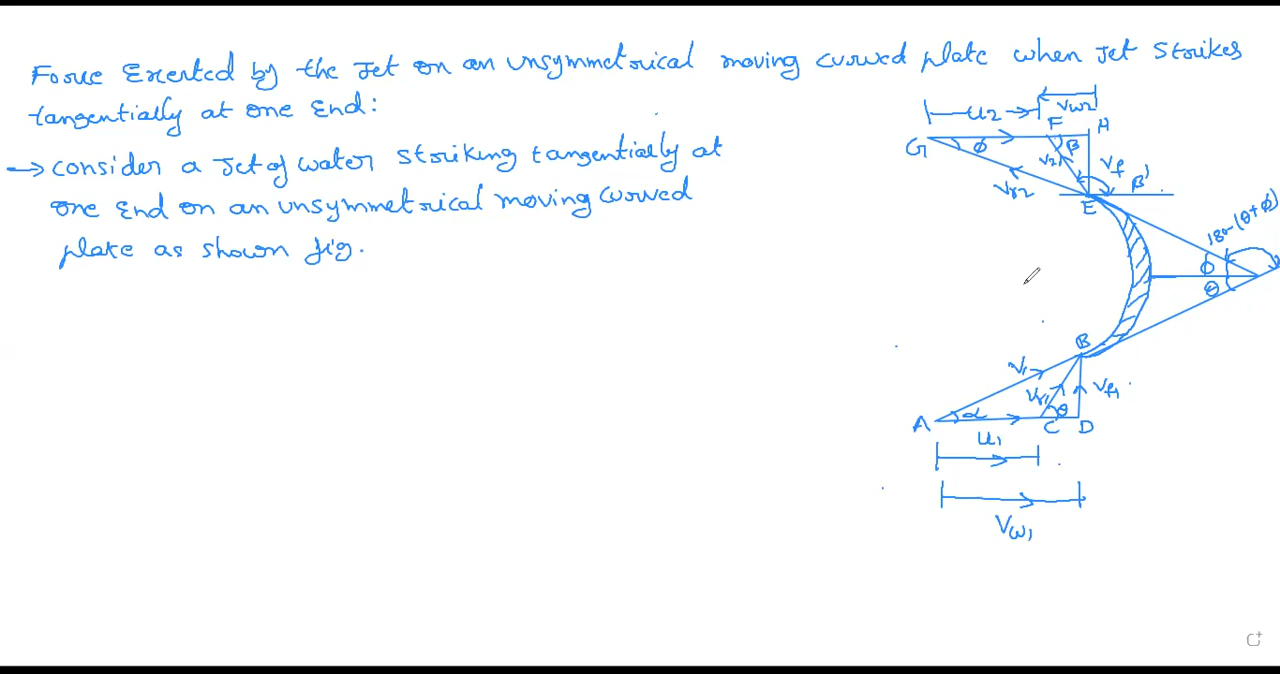 Force Exerted by the Jet on an unsymmetrical moving curved plate when Jet strikes
tangentially at one End:
→ consider a Jet of water striking tangentially at
one End on an unsymmetrical moving curved
plate as shown fig.
u2
Vw2
G
ϕ
F
H
β
V2
Vf
Vr2
β'
E
180-(θ+ϕ)
ϕ
θ
B
V1
Vr1
Vf1
A
α
θ
C
D
u1
Vw1